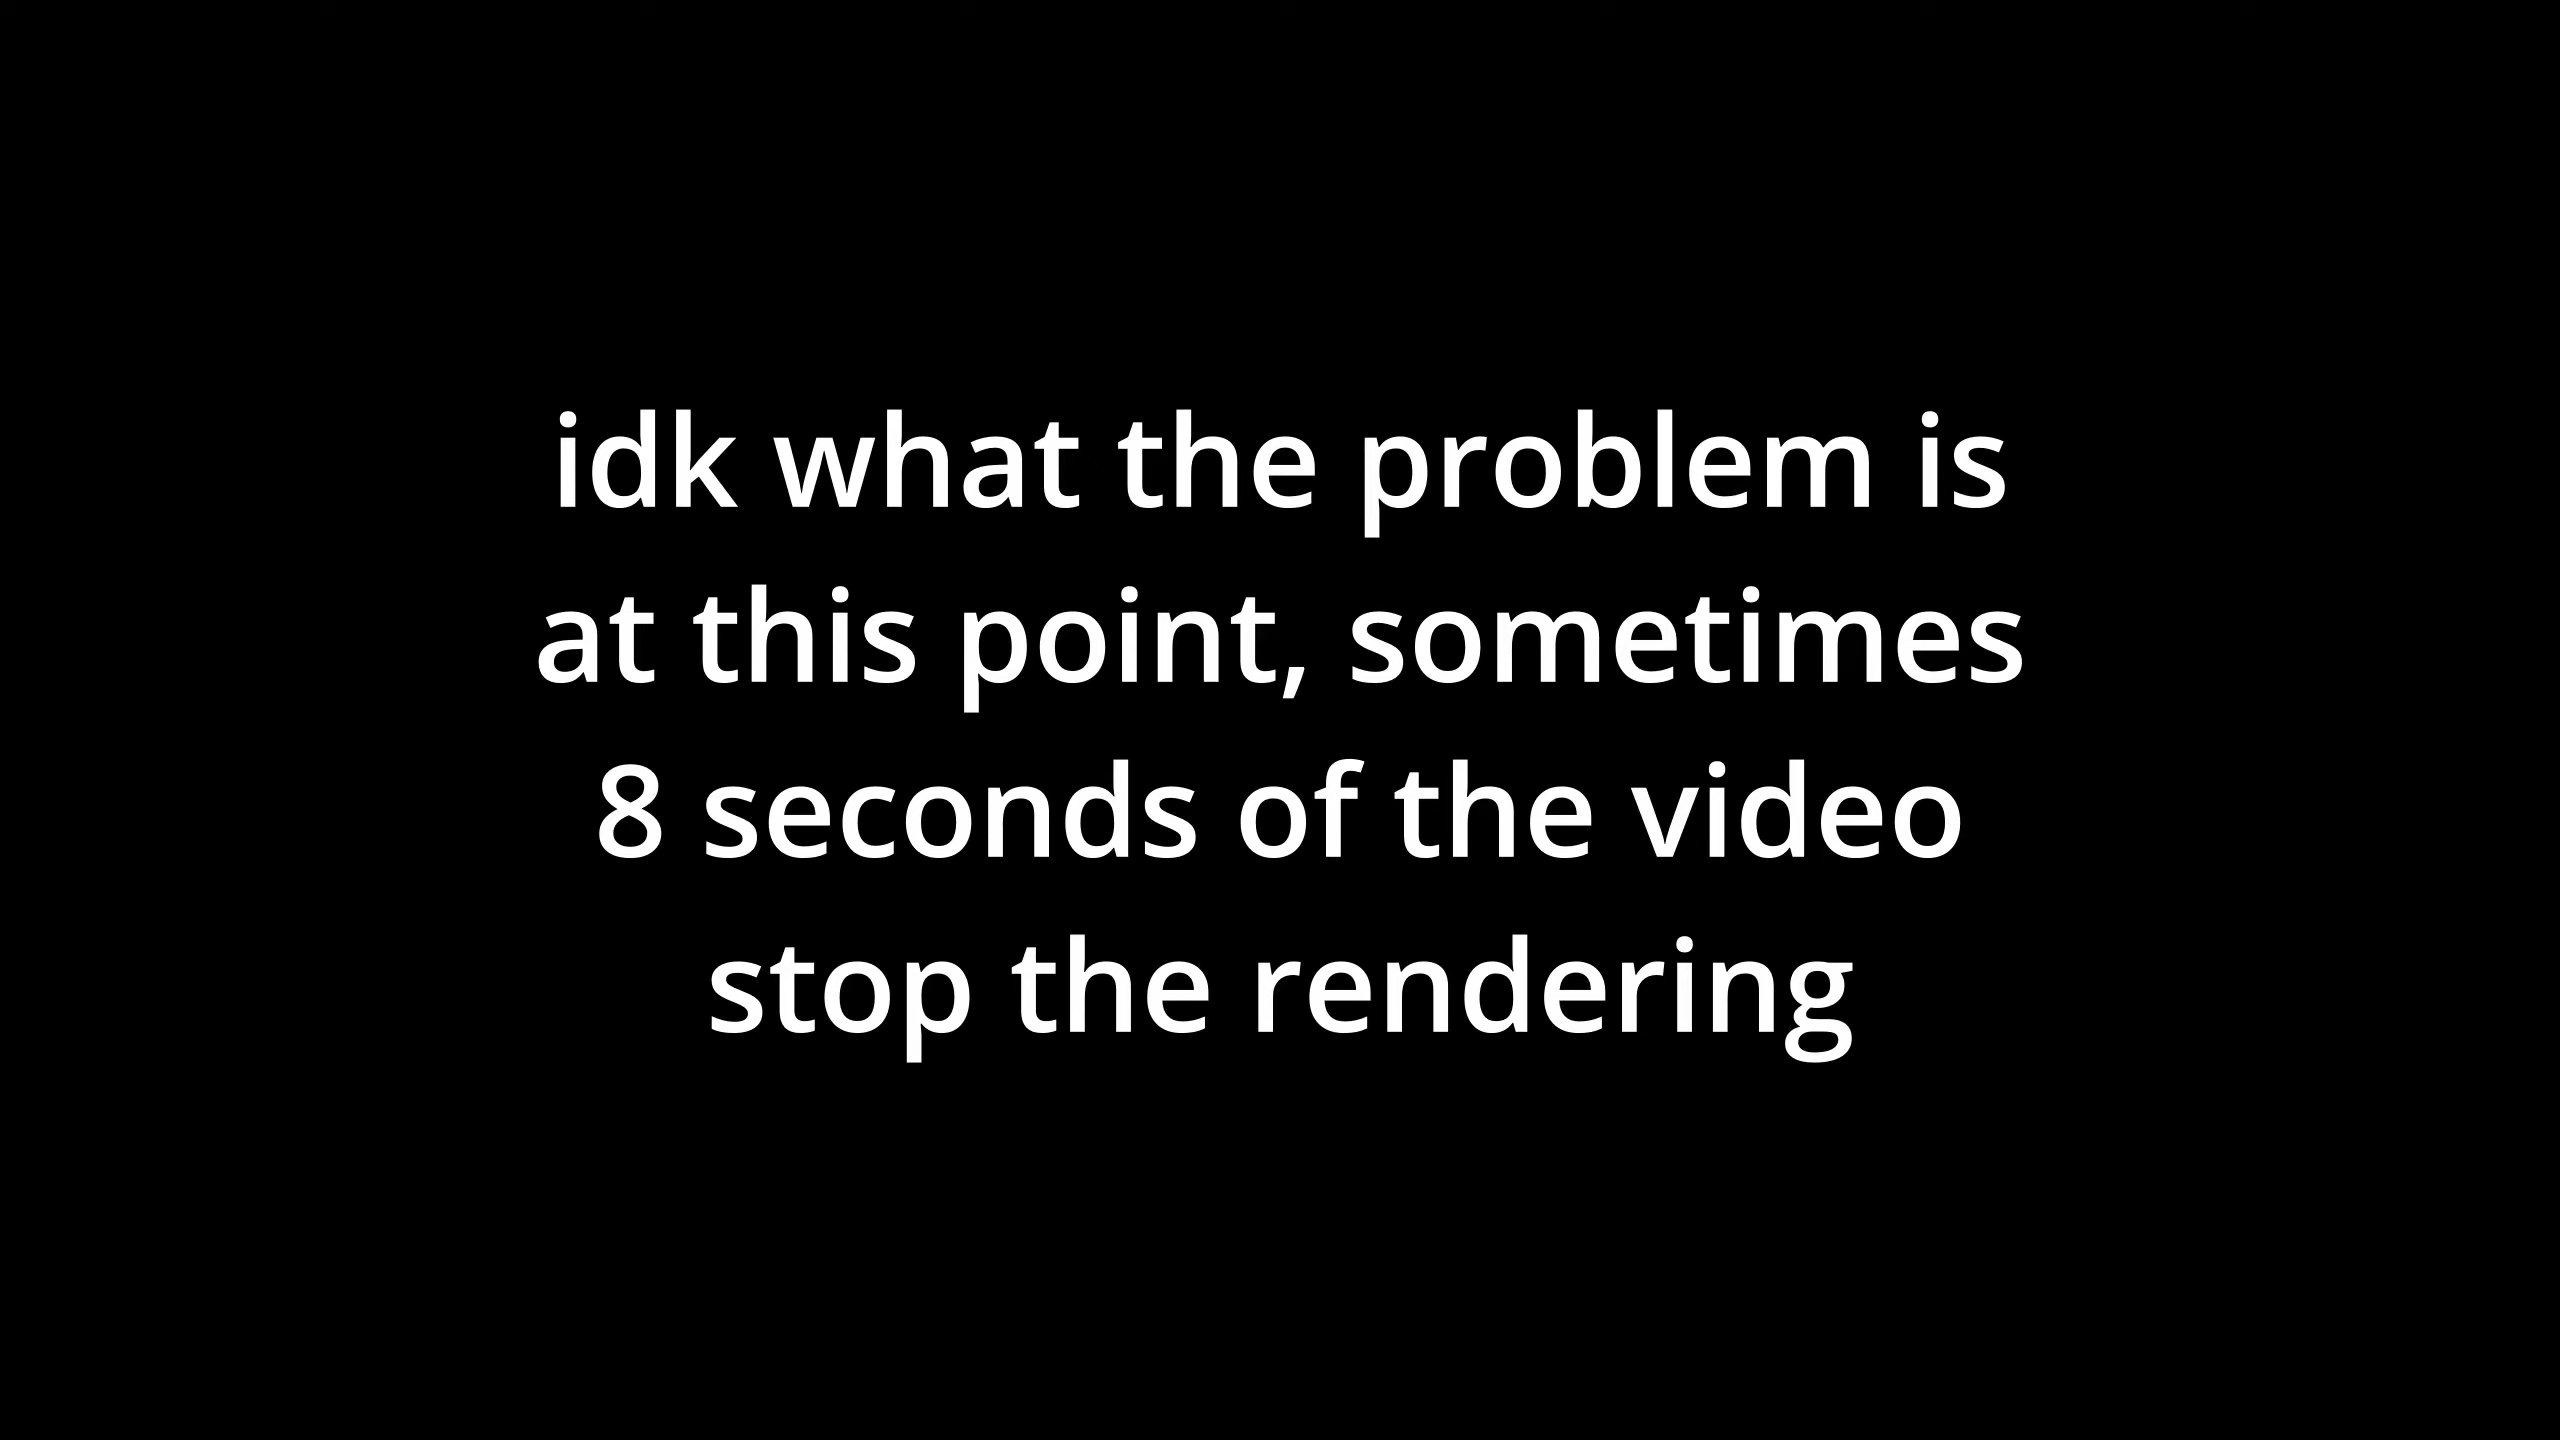 idk what the problem is
at this point, sometimes
8 seconds of the video
stop the rendering